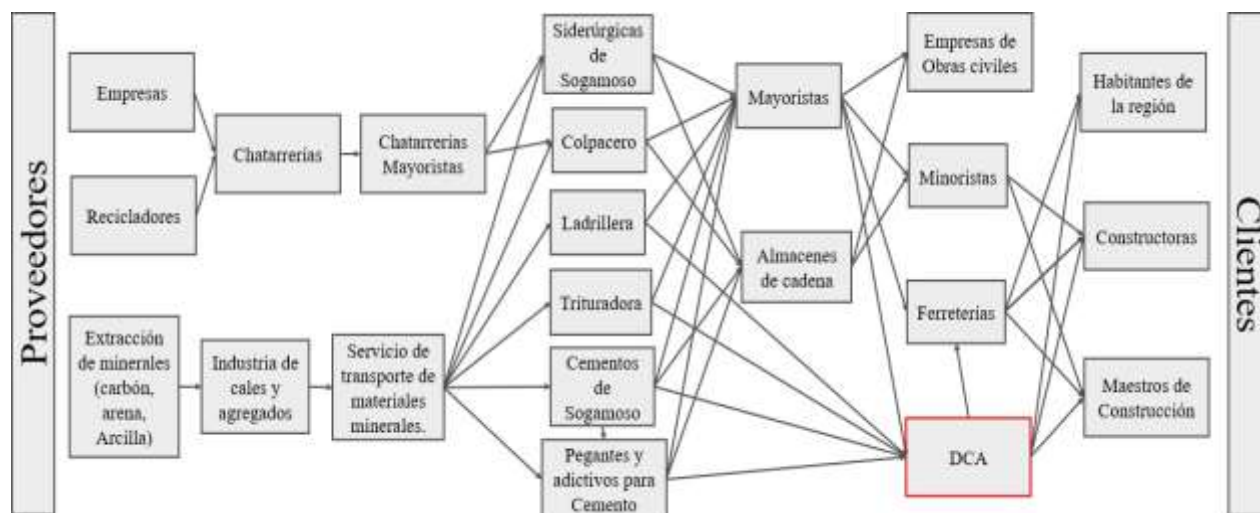 Proveedores
Empresas
Recicladores
Extracción
de minerales
(carbón,
arena,
Arcilla)
Chatarrerías
Industria de
cales y
agregados
Chatarrerias
Mayoristas
Servicio de
transporte de
materiales
minerales.
Siderúrgicas
de
Sogamoso
Colpacero
Ladrillera
Trituradora
Cementos
de
Sogamoso
Pegantes y
adictivos para
Cemento
Mayoristas
Almacenes
de cadena
Empresas de
Obras civiles
Minoristas
Ferreterías
DCA
Habitantes de
la región
Constructoras
Maestros de
Construcción
Clientes